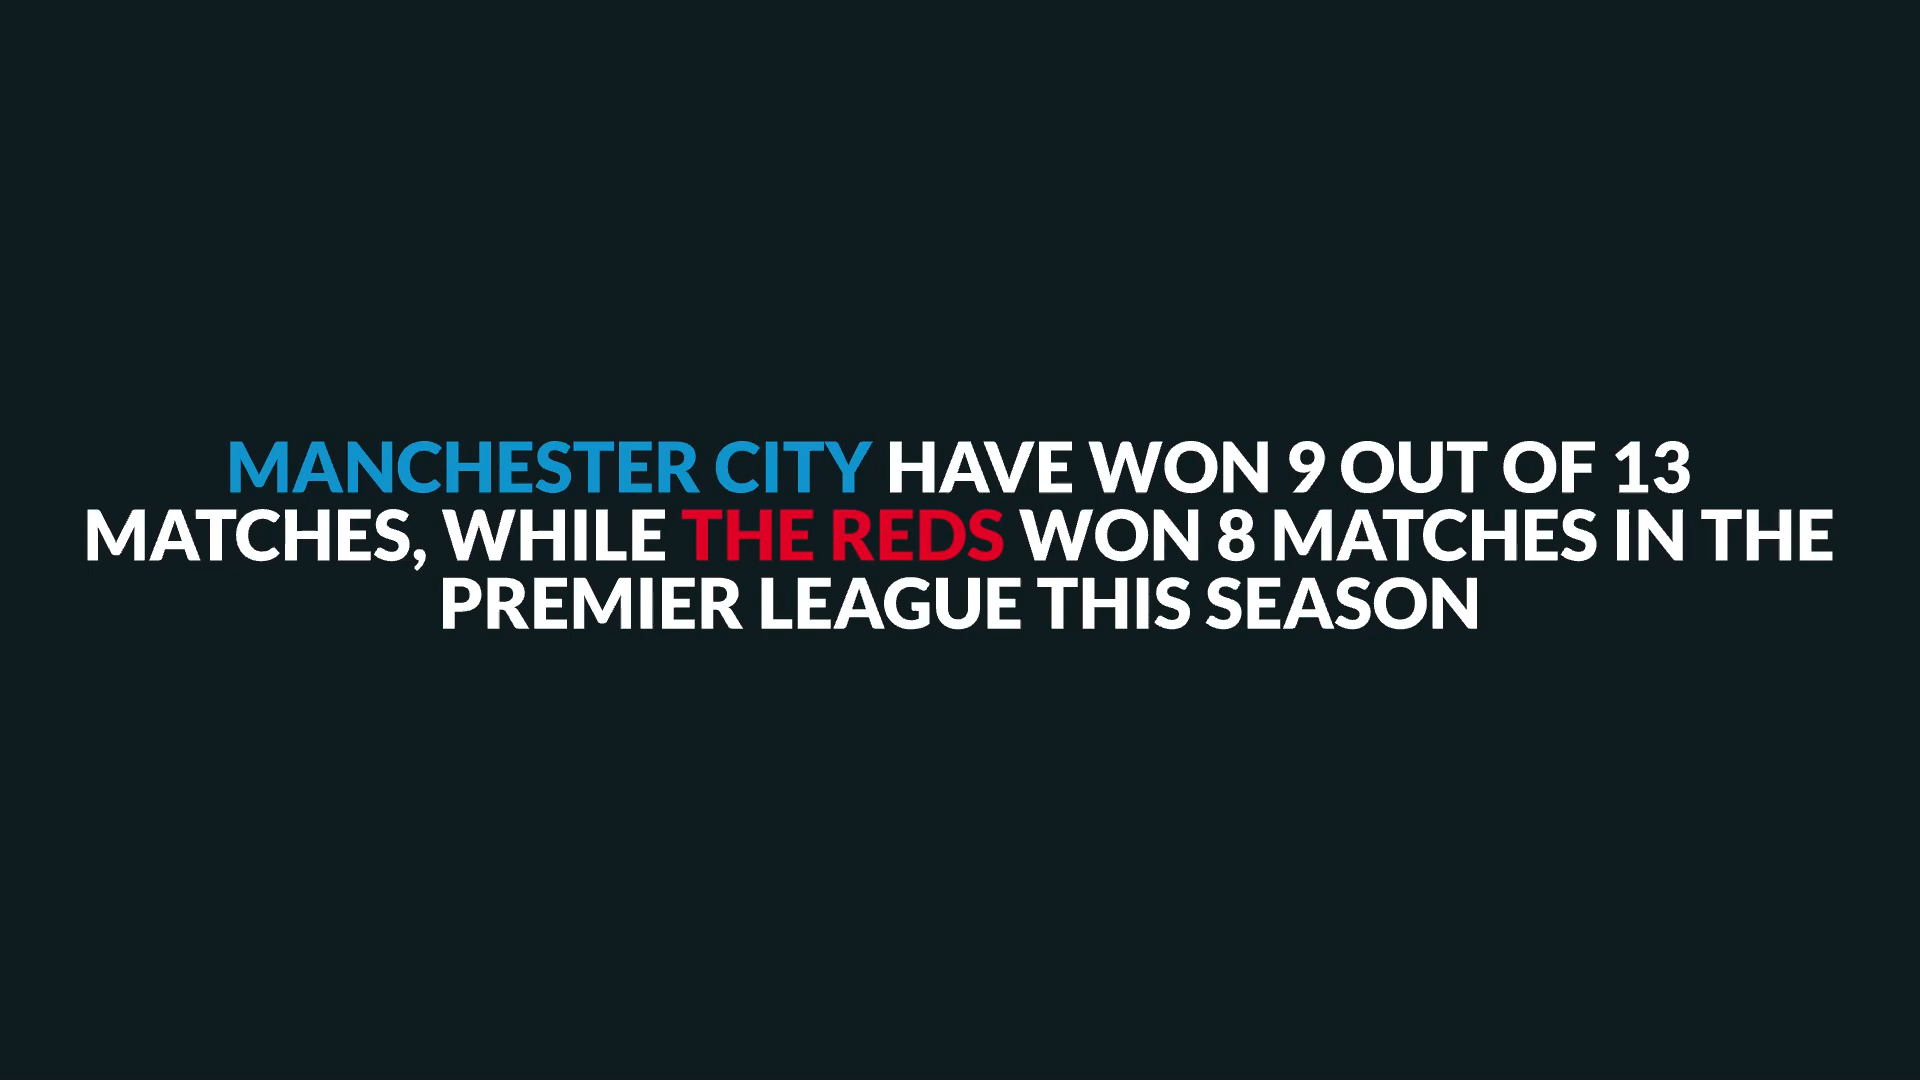 MANCHESTER CITY HAVE WON 9 OUT OF 13
MATCHES, WHILE THE REDS WON 8 MATCHES IN THE
PREMIER LEAGUE THIS SEASON